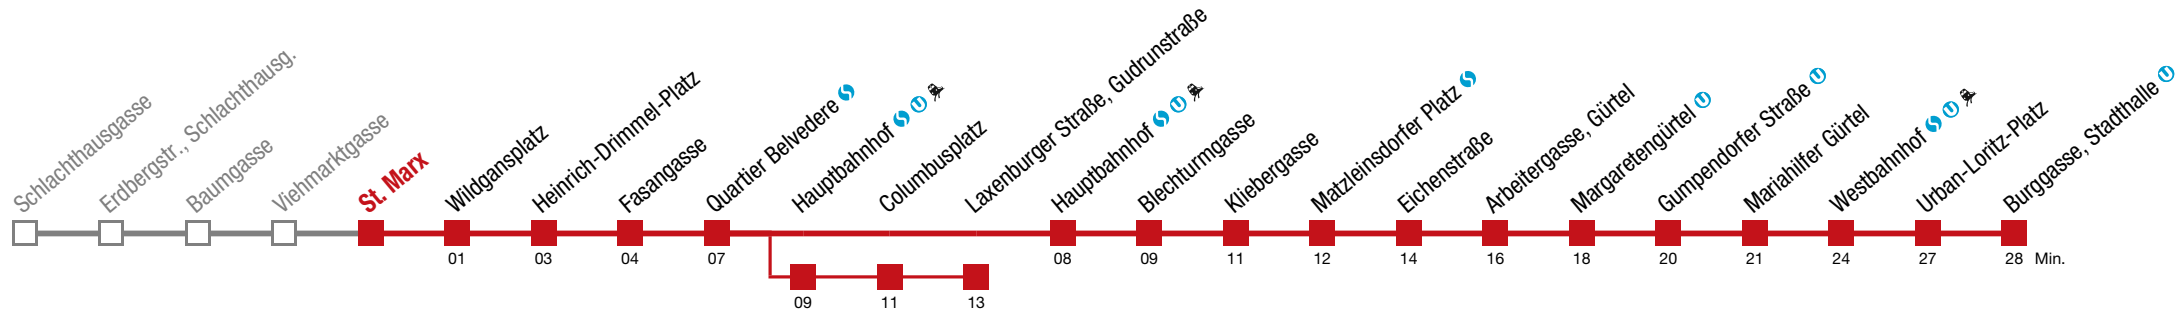 Schlachthausgasse
Erdbergstr., Schlachthausg.
Baumgasse
Viehmarktgasse
St. Marx
Wildgansplatz
Heinrich-Drimmel-Platz
Fasangasse
Quartier Belvedere
Hauptbahnhof
Columbusplatz
Laxenburger Straße, Gudrunstraße
Hauptbahnhof
Blechturmgasse
Kliebergasse
Matzleinsdorfer Platz
Eichenstraße
Arbeitergasse, Gürtel
Margaretengürtel
Gumpendorfer Straße
Mariahilfer Gürtel
Westbahnhof
Urban-Loritz-Platz
Burggasse, Stadthalle
01 03 04 07 08 09 11 12 14 16 18 20 21 24 27 28 Min.
09 11 13